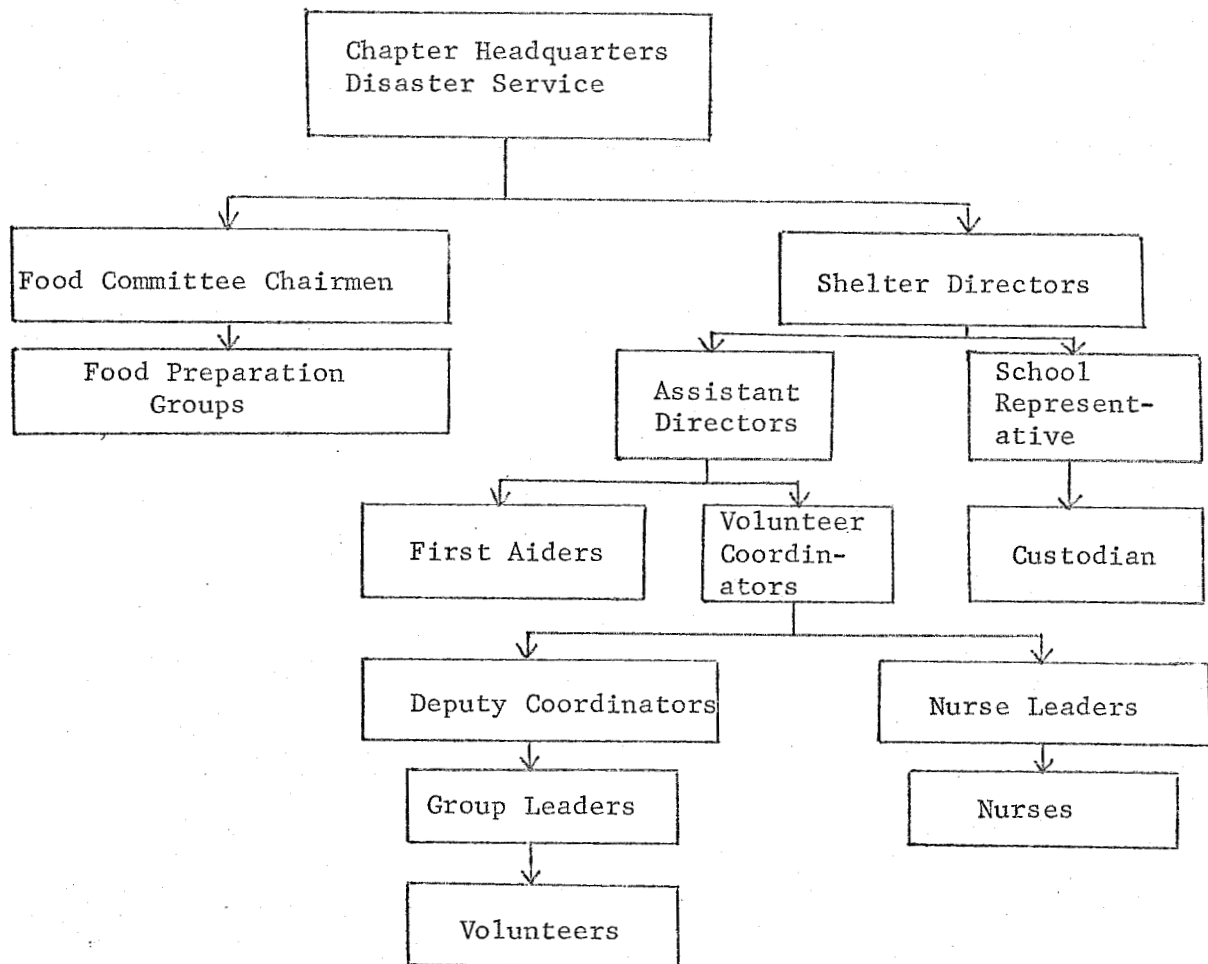 Chapter Headquarters
Disaster Service
Food Committee Chairmen
Shelter Directors
Food Preparation
Groups
Assistant
Directors
School
Represent-
ative
First Aiders
Volunteer
Coordin-
ators
Custodian
Deputy Coordinators
Nurse Leaders
Group Leaders
Nurses
Volunteers